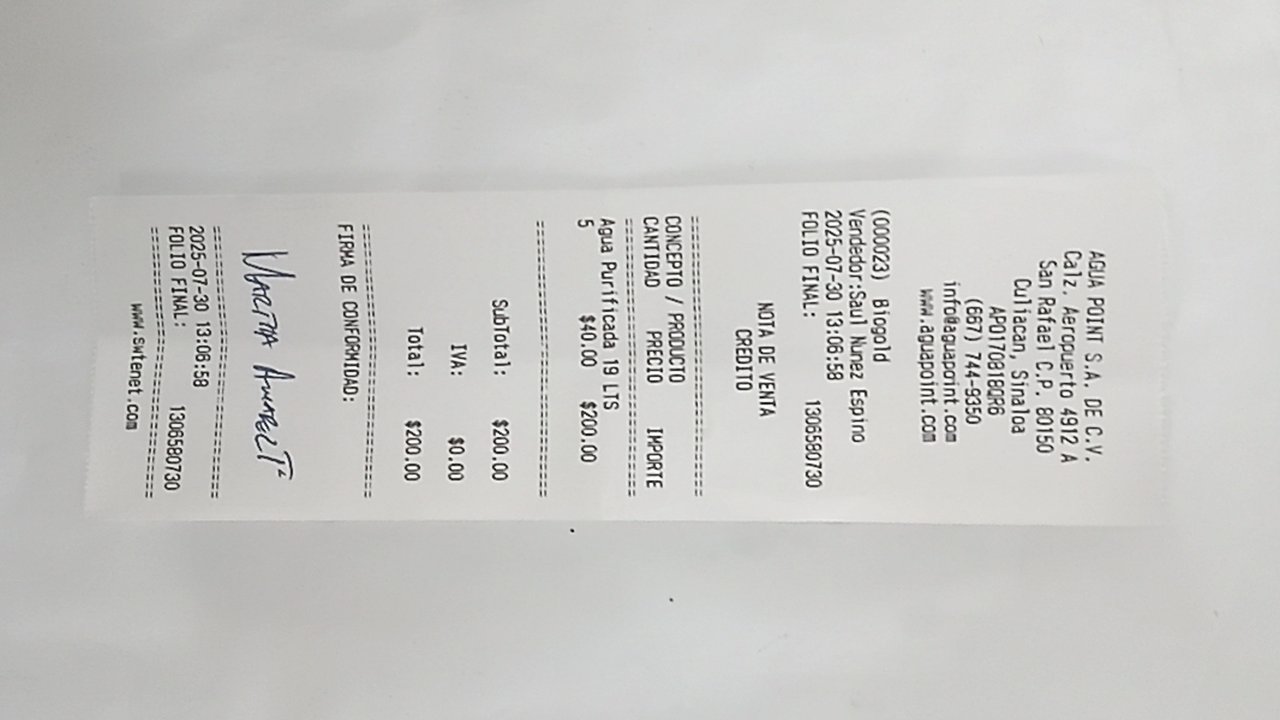 AGUA POINT S.A. DE C.V.
Calz. Aeropuerto 4912 A
San Rafael C.P. 80150
Culiacan, Sinaloa
APO170818QR6
(667) 744-9350
info@aguapoint.com
www.aguapoint.com
NOTA DE VENTA
CREDITO
(000023) Biogold
Vendedor:Saul Nunez Espino
2025-07-30 13:06:58
FOLIO FINAL: 1306580730
==============================
CONCEPTO / PRODUCTO
CANTIDAD PRECIO IMPORTE
==============================
Agua Purificada 19 LTS
5 $40.00 $200.00
==============================
SubTotal: $200.00
IVA: $0.00
Total: $200.00
==============================
FIRMA DE CONFORMIDAD:
==============================
2025-07-30 13:06:58
FOLIO FINAL: 1306580730
==============================
www.swtenet.com